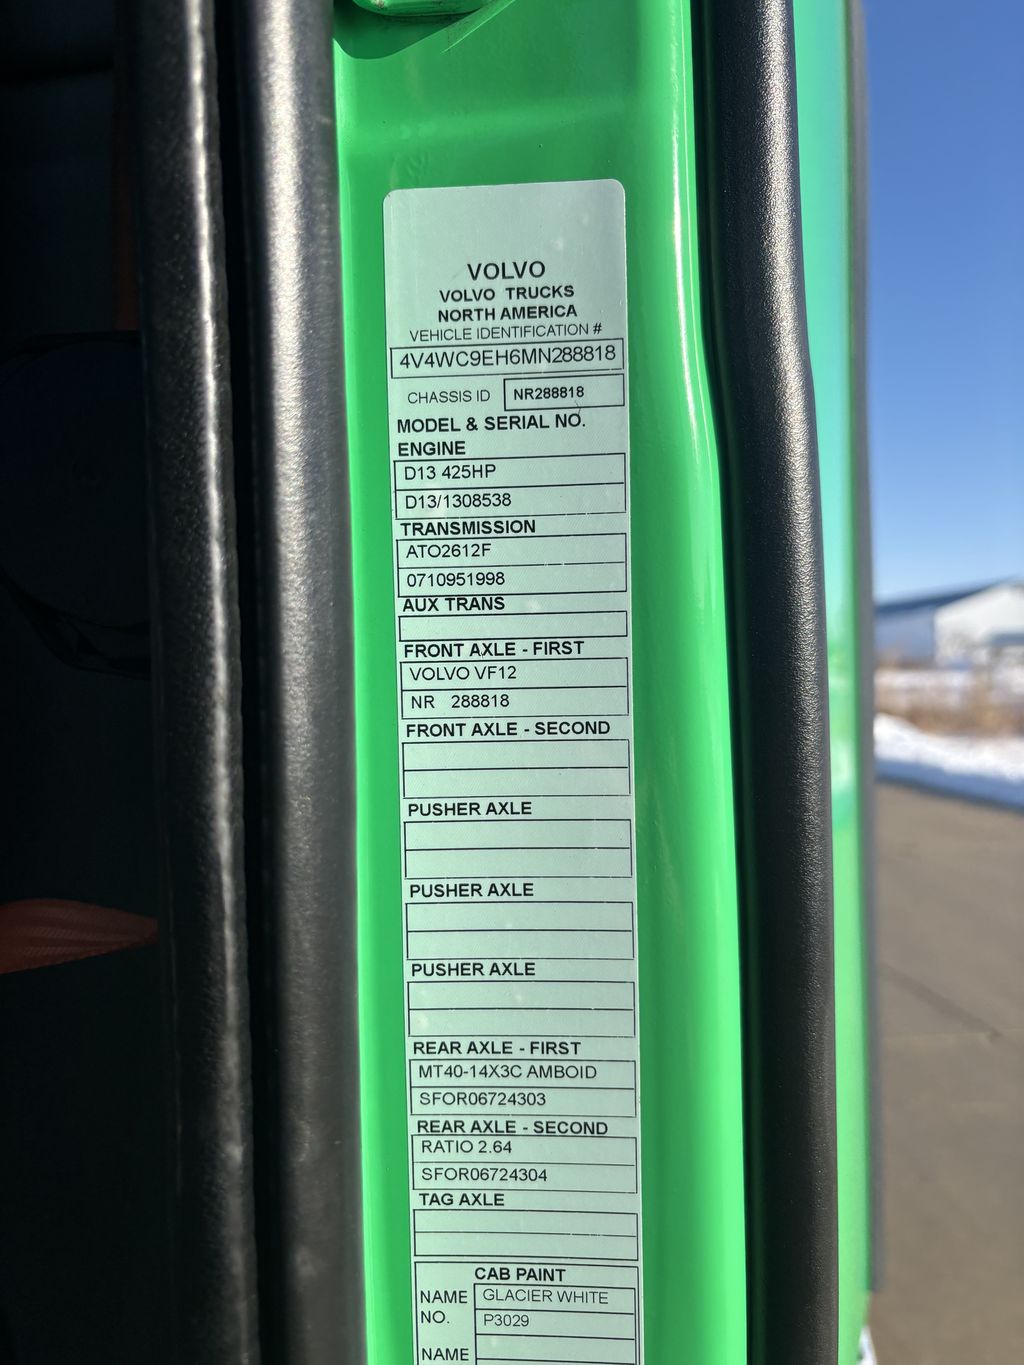 VOLVO
VOLVO TRUCKS
NORTH AMERICA
VEHICLE IDENTIFICATION #
4V4WC9EH6MN288818
CHASSIS ID NR288818
MODEL & SERIAL NO.
ENGINE
D13 425HP
D13/1308538
TRANSMISSION
ATO2612F
0710951998
AUX TRANS
FRONT AXLE - FIRST
VOLVO VF12
NR 288818
FRONT AXLE - SECOND
PUSHER AXLE
PUSHER AXLE
PUSHER AXLE
REAR AXLE - FIRST
MT40-14X3C AMBOID
SFOR06724303
REAR AXLE - SECOND
RATIO 2.64
SFOR06724304
TAG AXLE
CAB PAINT
NAME GLACIER WHITE
NO. P3029
NAME